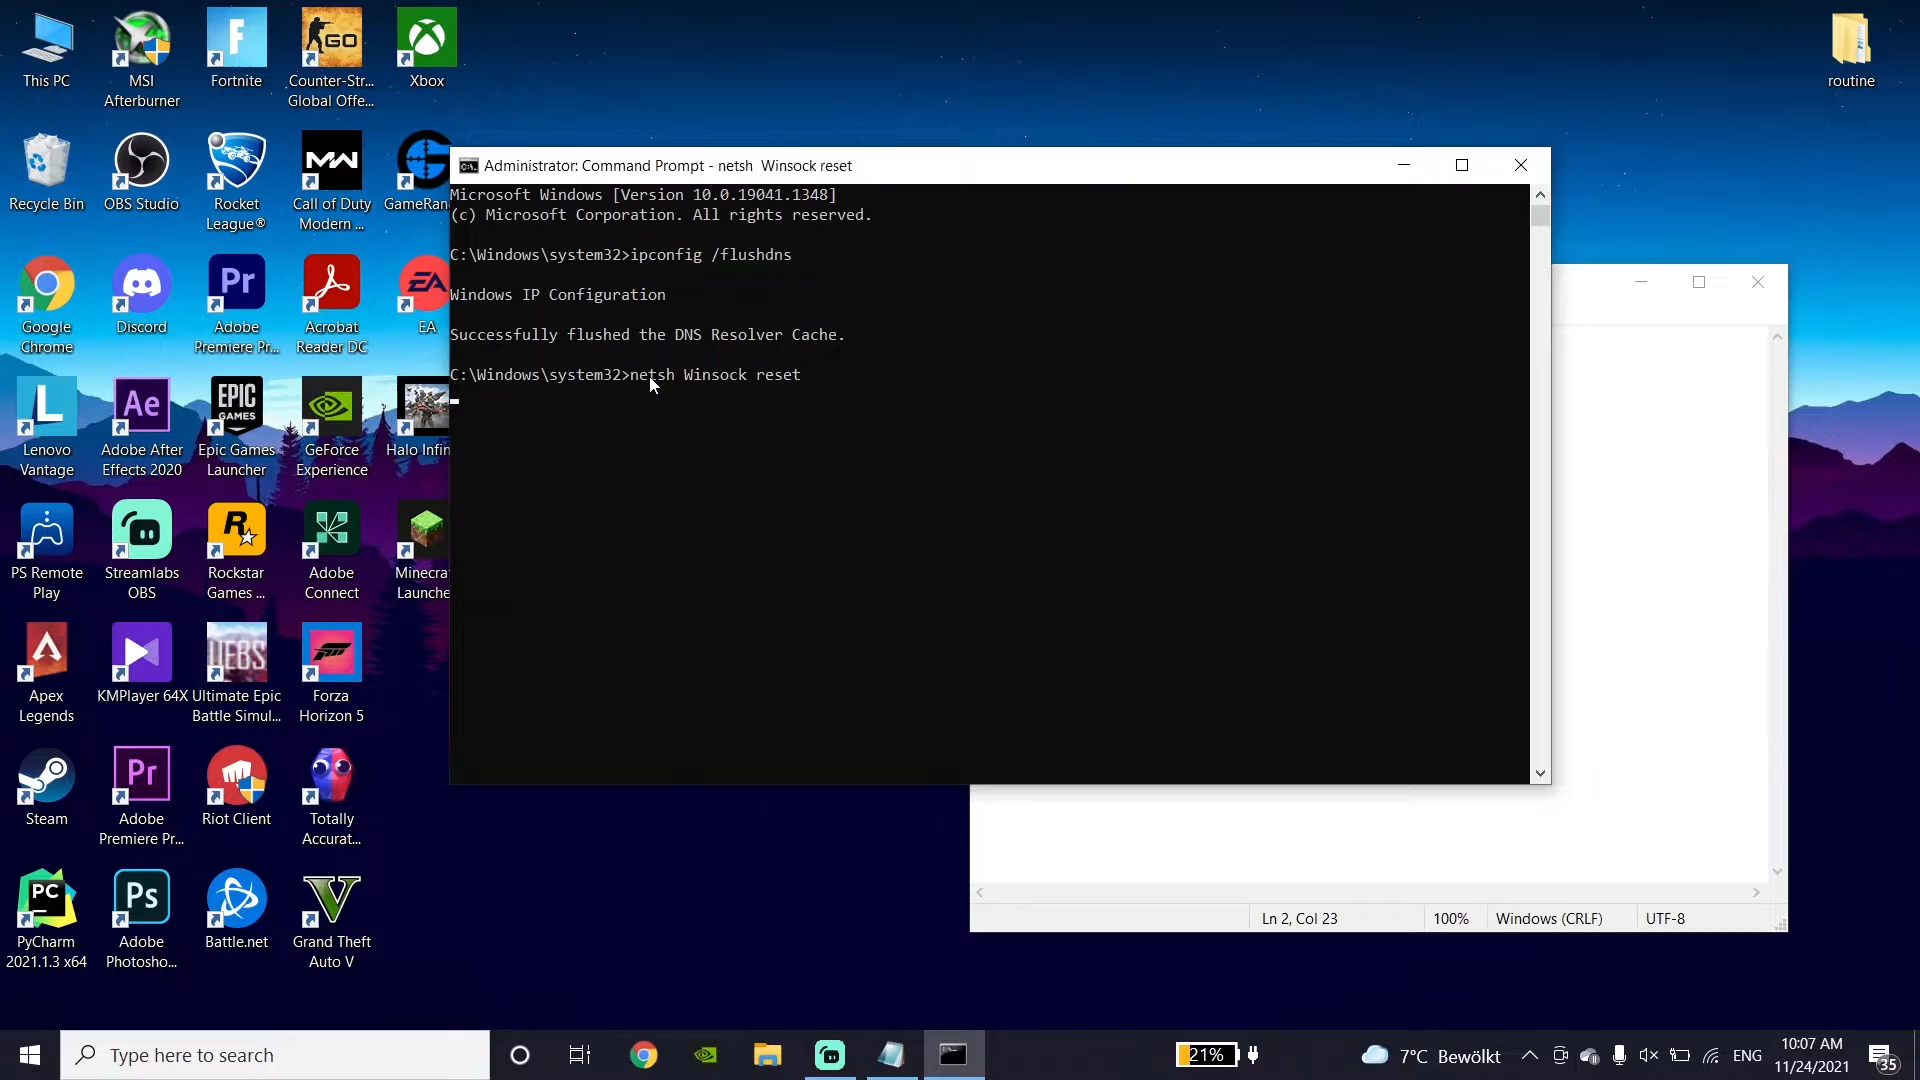 This PC
MSI
Afterburner
Fortnite
Counter-Str...
Global Offe...
Xbox
routine
Recycle Bin
OBS Studio
Rocket
League®
Call of Duty
Modern ...
GameRan
Google
Chrome
Discord
Adobe
Premiere Pr...
Acrobat
Reader DC
EA
Lenovo
Vantage
Adobe After
Effects 2020
Epic Games
Launcher
GeForce
Experience
Halo Infin
PS Remote
Play
Streamlabs
OBS
Rockstar
Games ...
Adobe
Connect
Minecra
Launche
Apex
Legends
KMPlayer 64X
Ultimate Epic
Battle Simul...
Forza
Horizon 5
Steam
Adobe
Premiere Pr...
Riot Client
Totally
Accurat...
PyCharm
2021.1.3 x64
Adobe
Photosho...
Battle.net
Grand Theft
Auto V
Administrator: Command Prompt - netsh  Winsock reset
Microsoft Windows [Version 10.0.19041.1348]
(c) Microsoft Corporation. All rights reserved.
C:\Windows\system32>ipconfig /flushdns
Windows IP Configuration
Successfully flushed the DNS Resolver Cache.
C:\Windows\system32>netsh Winsock reset
Ln 2, Col 23
100%
Windows (CRLF)
UTF-8
Type here to search
21%
7°C Bewölkt
ENG
10:07 AM
11/24/2021
35